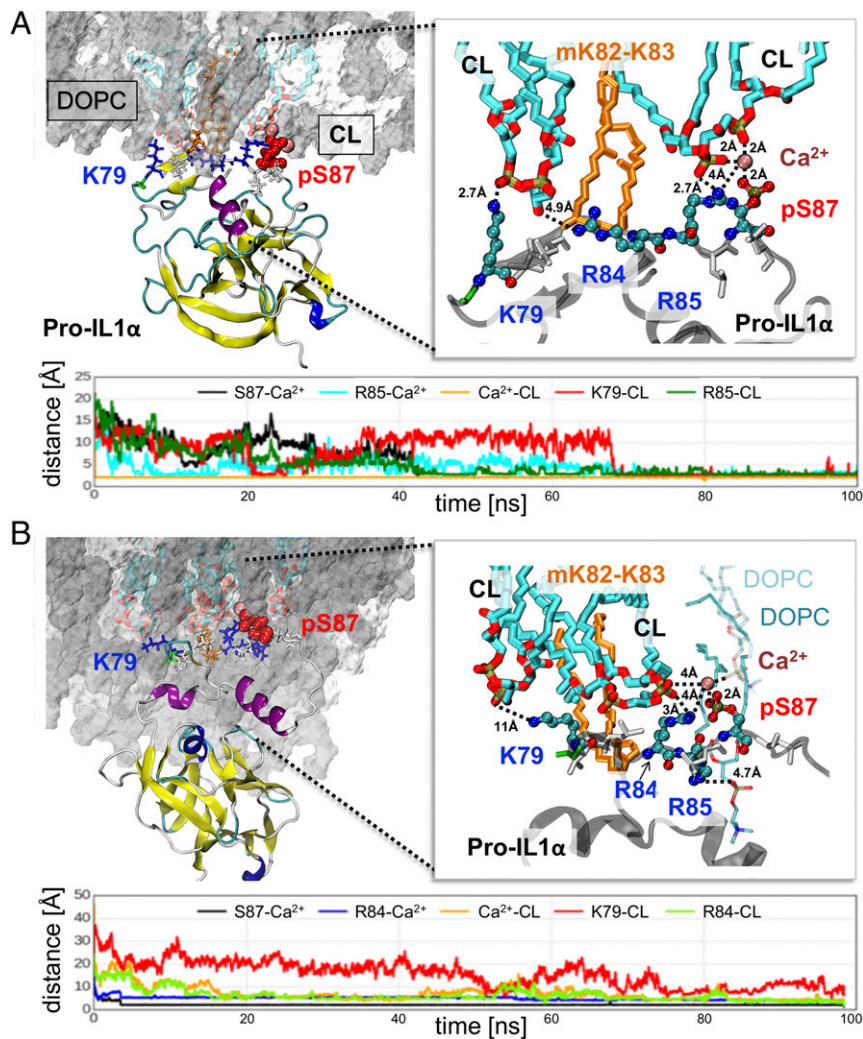 A
DOPC
CL
K79
pS87
Pro-IL1α
mK82-K83
CL
CL
2Å
2Å
Ca²⁺
4Å
2Å
2.7Å
2.7Å
pS87
4.9Å
R84
K79
R85
Pro-IL1α
distance [Å]
25
20
15
10
5
0
S87-Ca²⁺ R85-Ca²⁺ Ca²⁺-CL K79-CL R85-CL
0 20 40 60 80 100
time [ns]
B
pS87
K79
mK82-K83
DOPC
CL
DOPC
CL
Ca²⁺
4Å
4Å
2Å
3Å
pS87
11Å
K79
R84
4.7Å
R85
Pro-IL1α
distance [Å]
50
40
30
20
10
0
S87-Ca²⁺ R84-Ca²⁺ Ca²⁺-CL K79-CL R84-CL
0 20 40 60 80 100
time [ns]